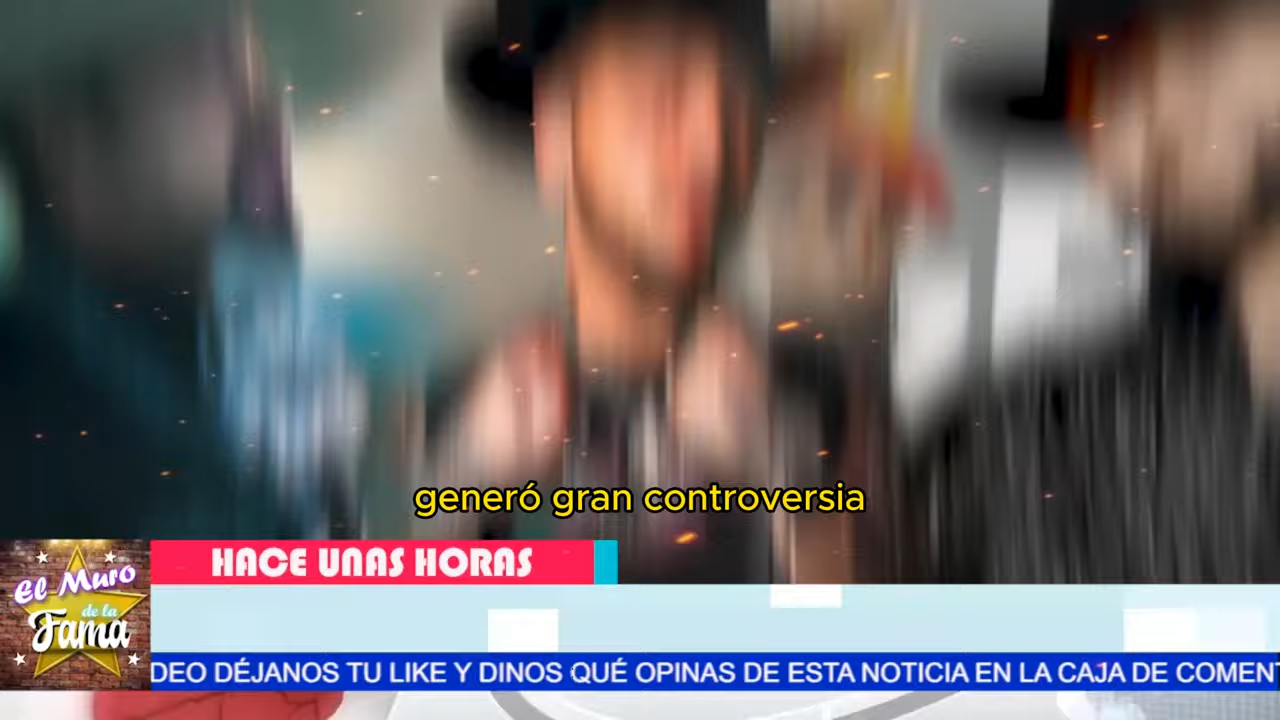 generó gran controversia
HACE UNAS HORAS
El Muro
de la
Fama
DEO DÉJANOS TU LIKE Y DINOS QUÉ OPINAS DE ESTA NOTICIA EN LA CAJA DE COMEN